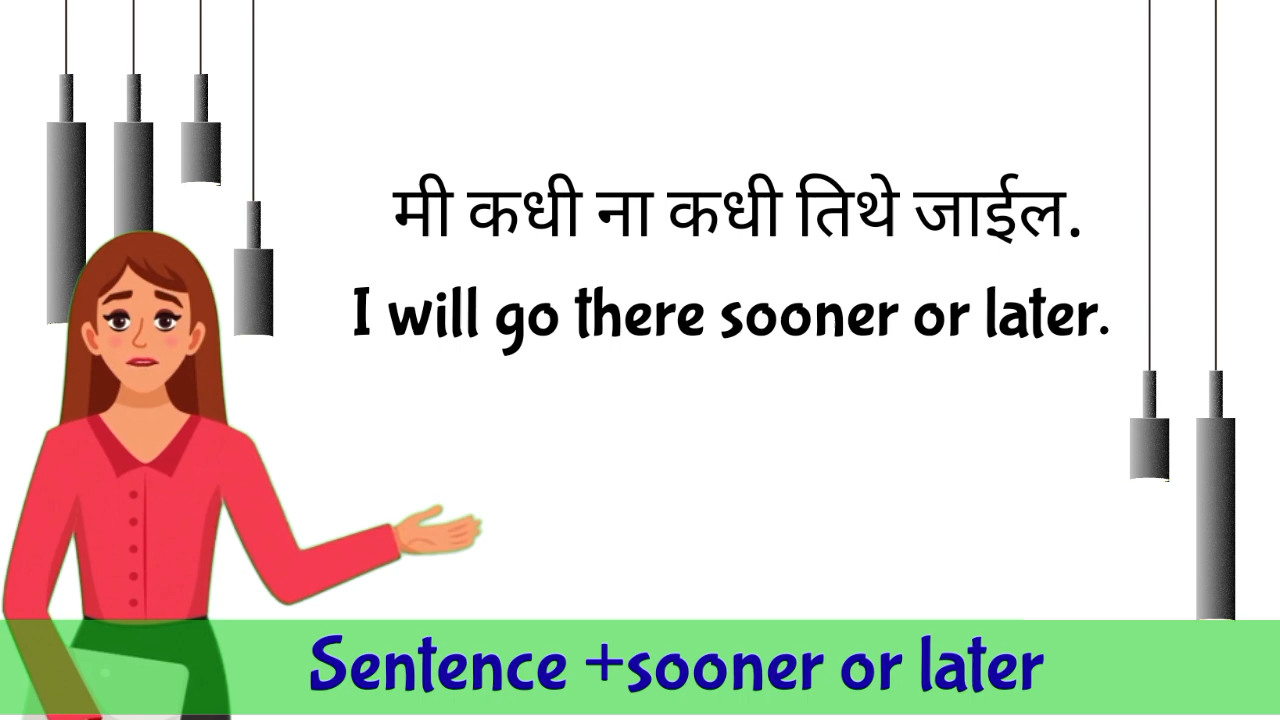 मी कधी ना कधी तिथे जाईल.
I will go there sooner or later.
Sentence +sooner or later